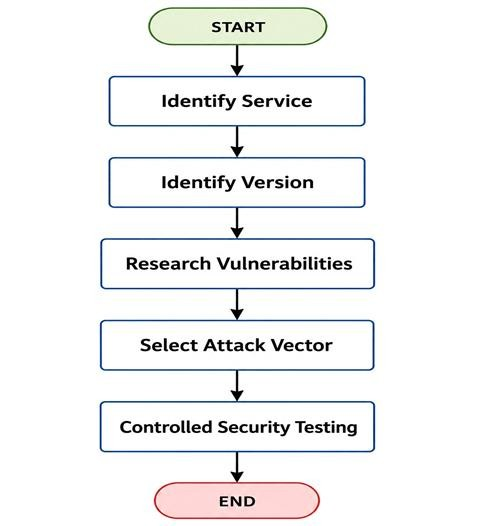 START
Identify Service
Identify Version
Research Vulnerabilities
Select Attack Vector
Controlled Security Testing
END